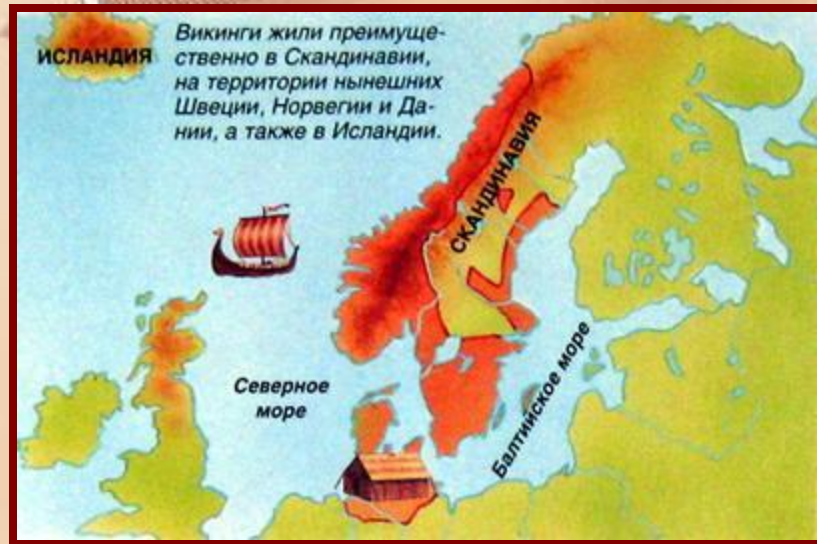 ИСЛАНДИЯ
Викинги жили преимуще-
ственно в Скандинавии,
на территории нынешних
Швеции, Норвегии и Да-
нии, а также в Исландии.
СКАНДИНАВИЯ
Северное
море
Балтийское море